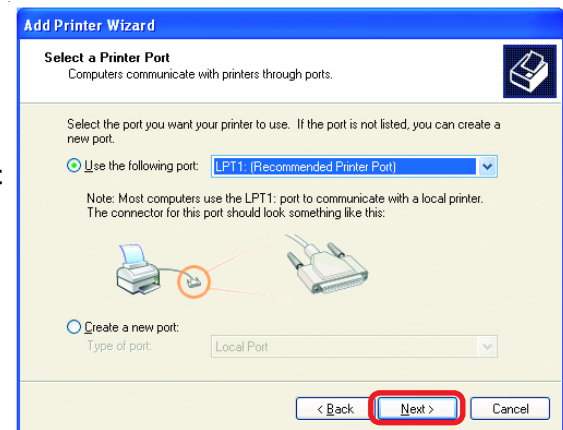 Add Printer Wizard
Select a Printer Port
Computers communicate with printers through ports.
Select the port you want your printer to use. If the port is not listed, you can create a
new port.
:
Use the following port: LPT1: (Recommended Printer Port)
Note: Most computers use the LPT1: port to communicate with a local printer.
The connector for this port should look something like this:
Create a new port:
Type of port: Local Port
< Back Next > Cancel